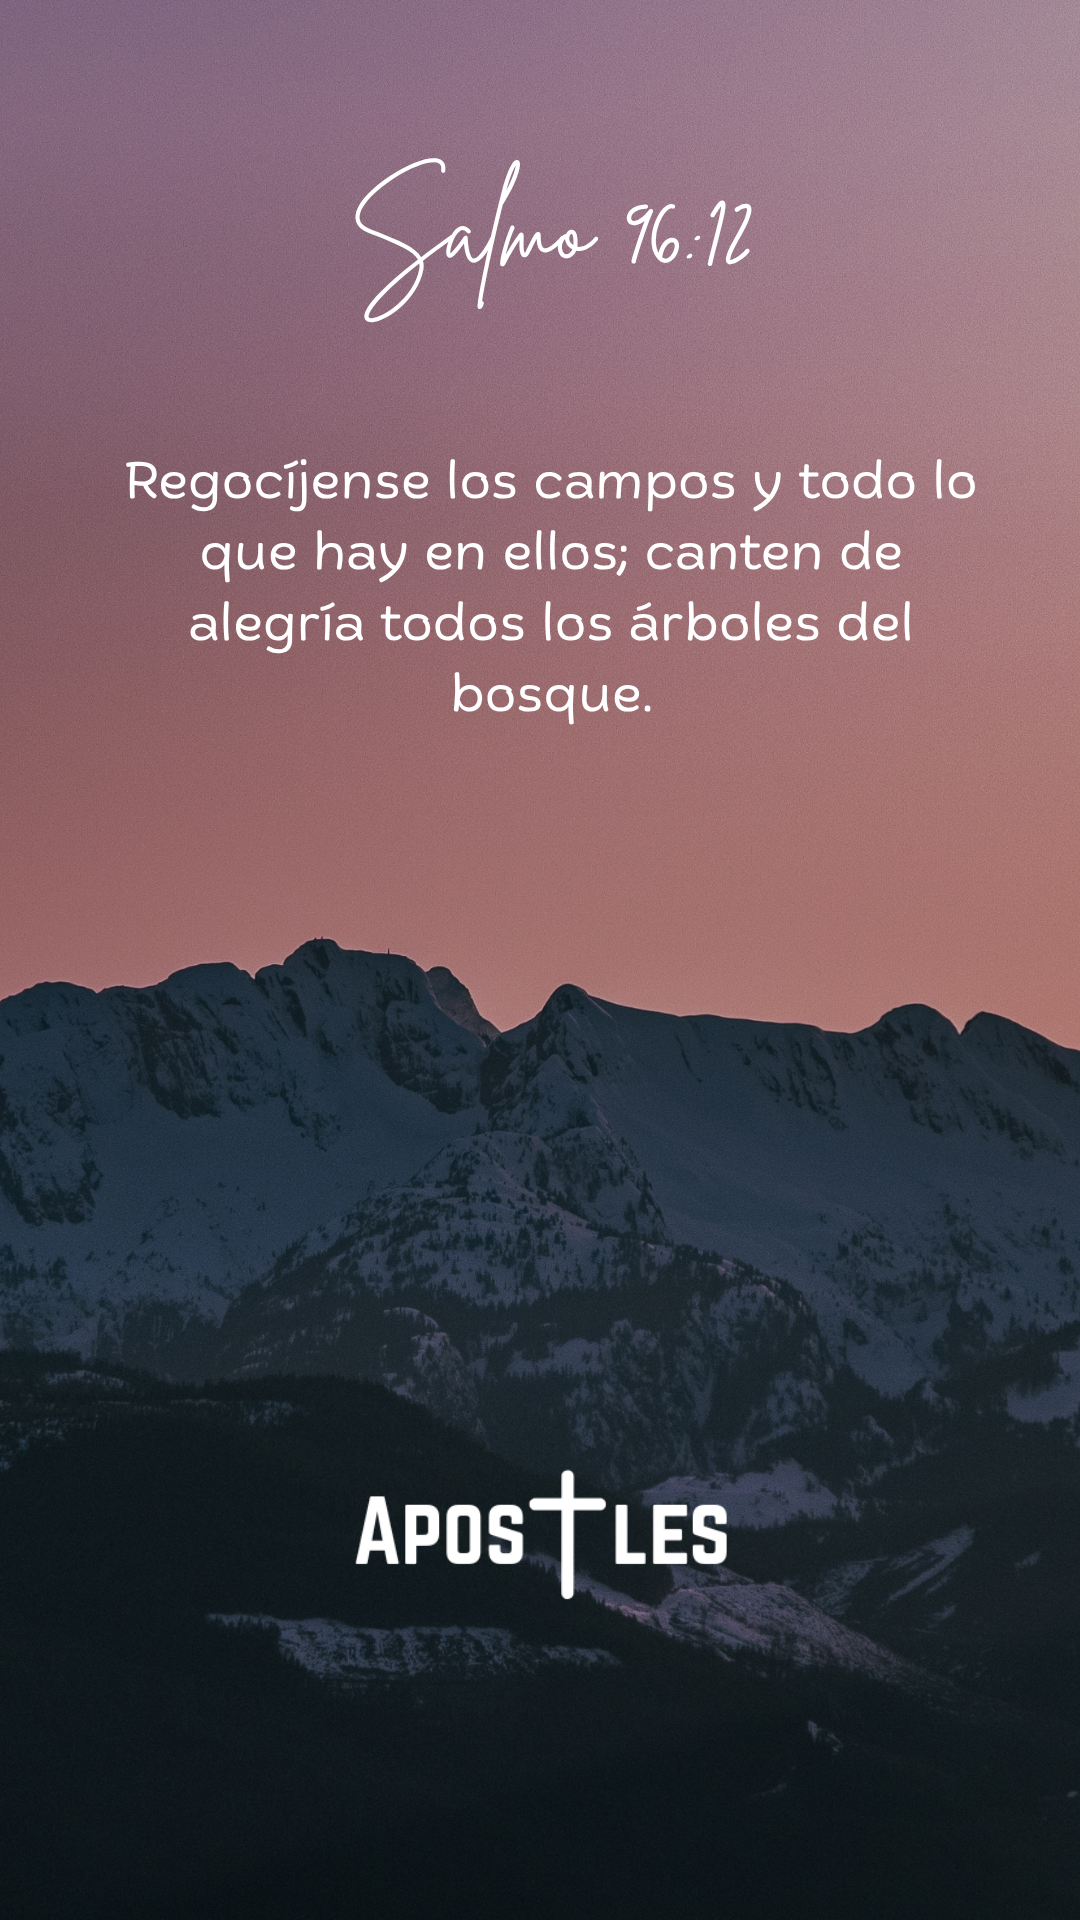 Salmo 96:12
Regocíjense los campos y todo lo
que hay en ellos; canten de
alegría todos los árboles del
bosque.
APOSTLES